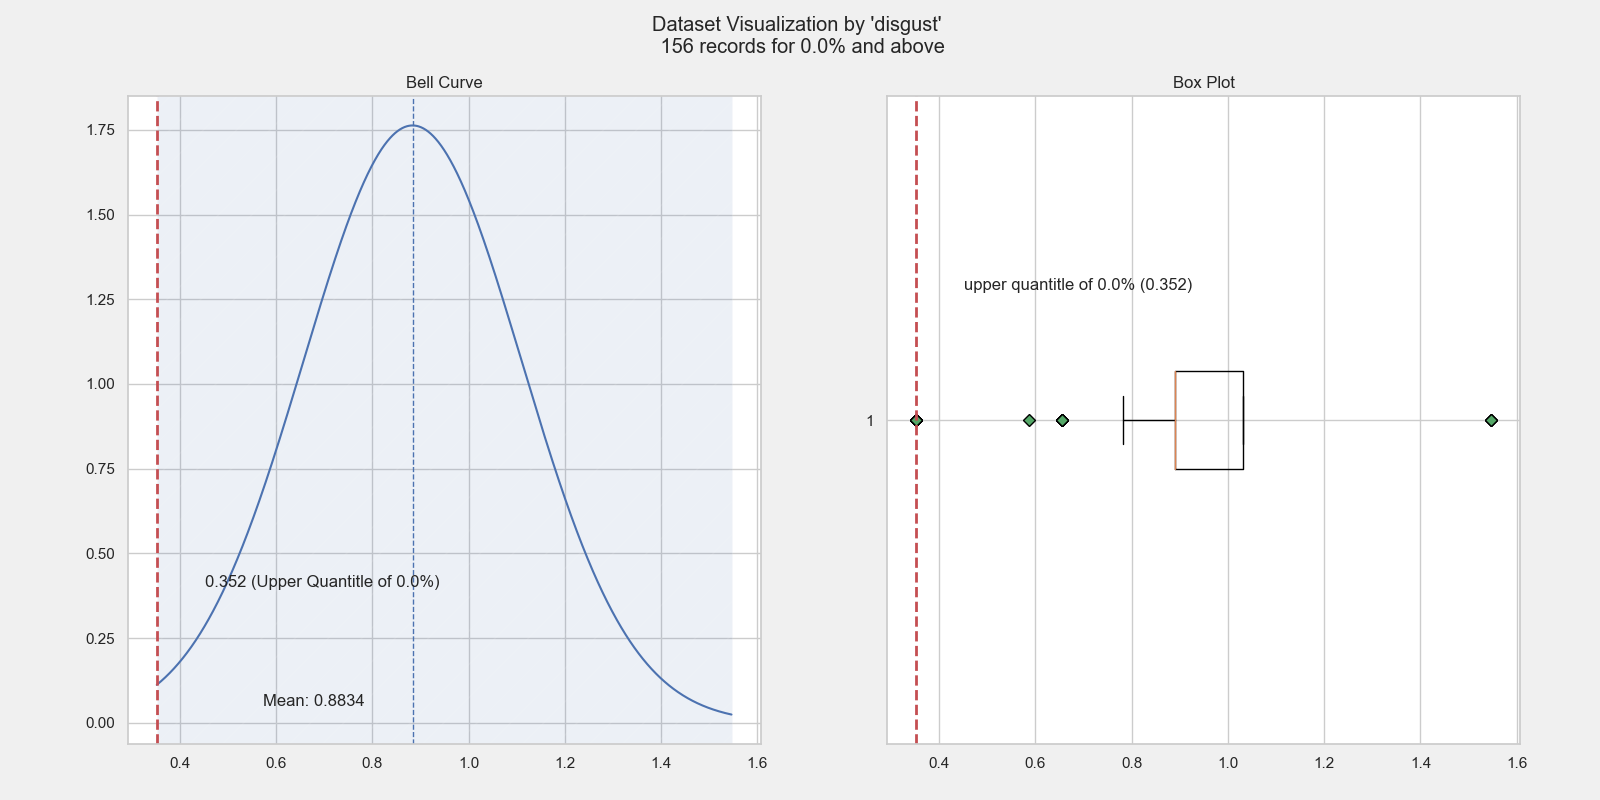 Dataset Visualization by 'disgust'
156 records for 0.0% and above
Bell Curve
1.75
1.50
1.25
1.00
0.75
0.50
0.25
0.00
0.352 (Upper Quantitle of 0.0%)
Mean: 0.8834
0.4 0.6 0.8 1.0 1.2 1.4 1.6
Box Plot
upper quantitle of 0.0% (0.352)
1
0.4 0.6 0.8 1.0 1.2 1.4 1.6